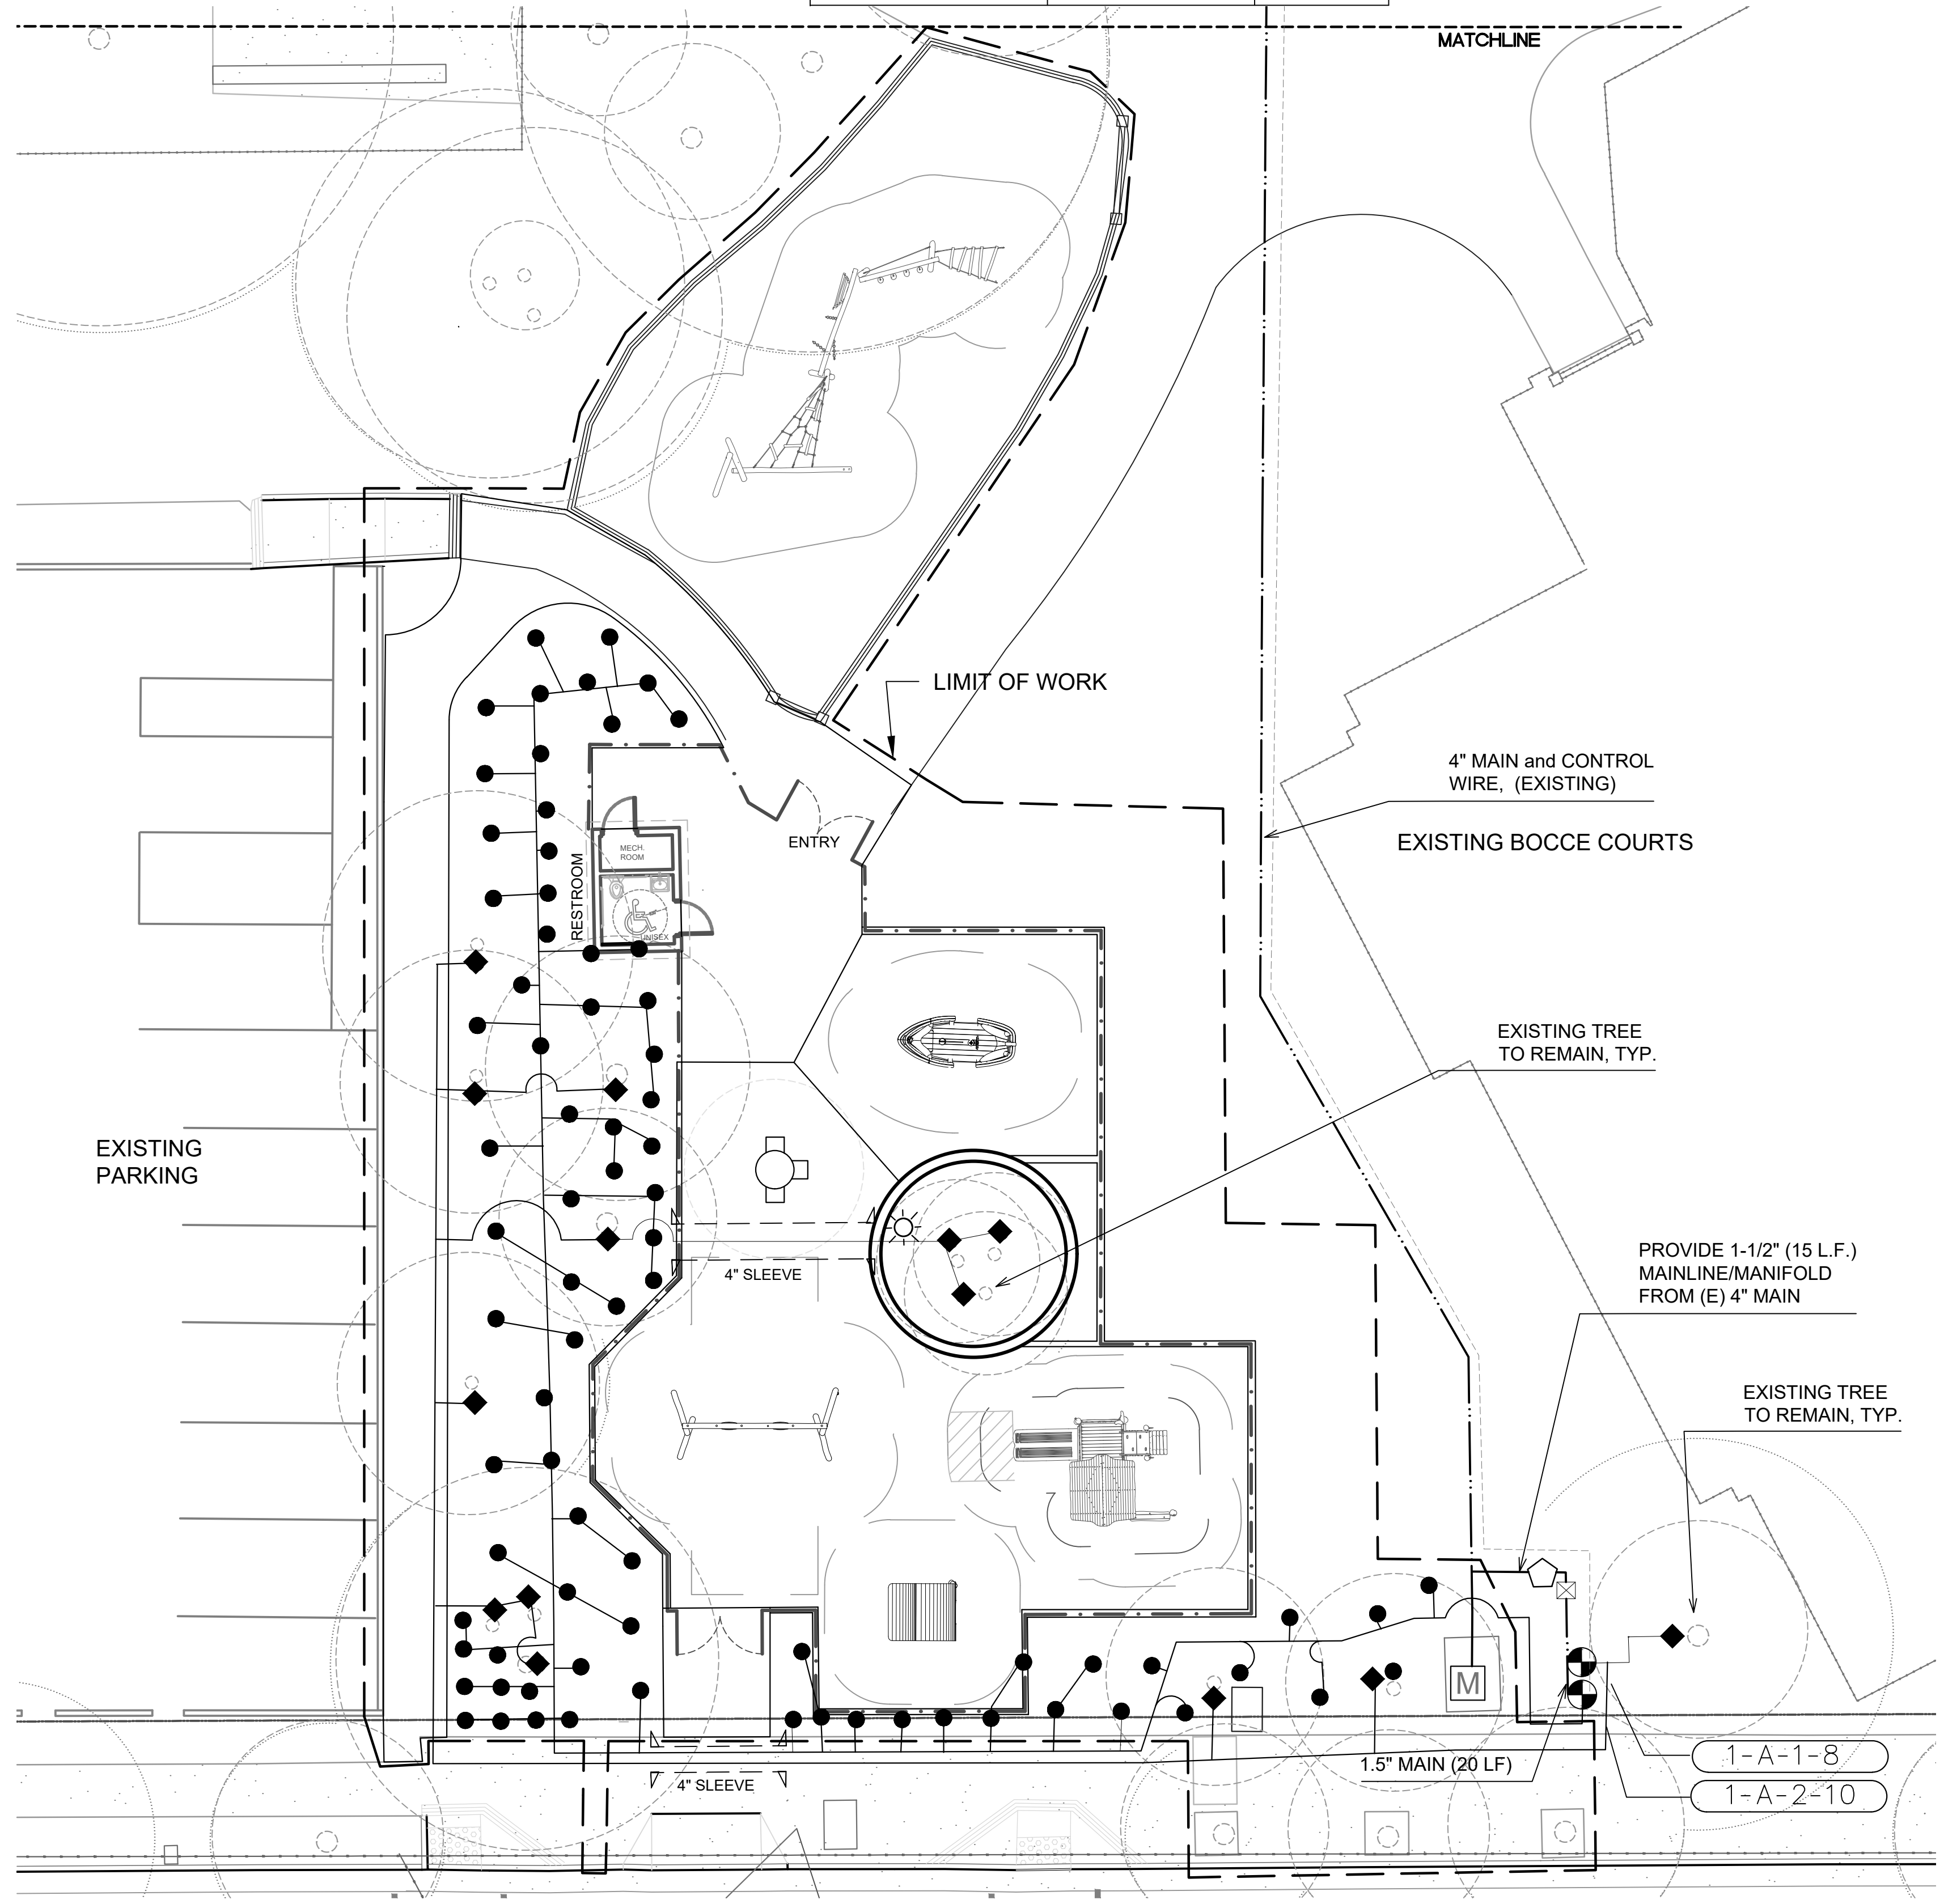 MATCHLINE
LIMIT OF WORK
4" MAIN and CONTROL
WIRE, (EXISTING)
ENTRY
MECH.
ROOM
EXISTING BOCCE COURTS
RESTROOM
UNISEX
EXISTING TREE
TO REMAIN, TYP.
EXISTING
PARKING
4" SLEEVE
PROVIDE 1-1/2" (15 L.F.)
MAINLINE/MANIFOLD
FROM (E) 4" MAIN
EXISTING TREE
TO REMAIN, TYP.
M
1-A-1-8
1.5" MAIN (20 LF)
4" SLEEVE
1-A-2-10